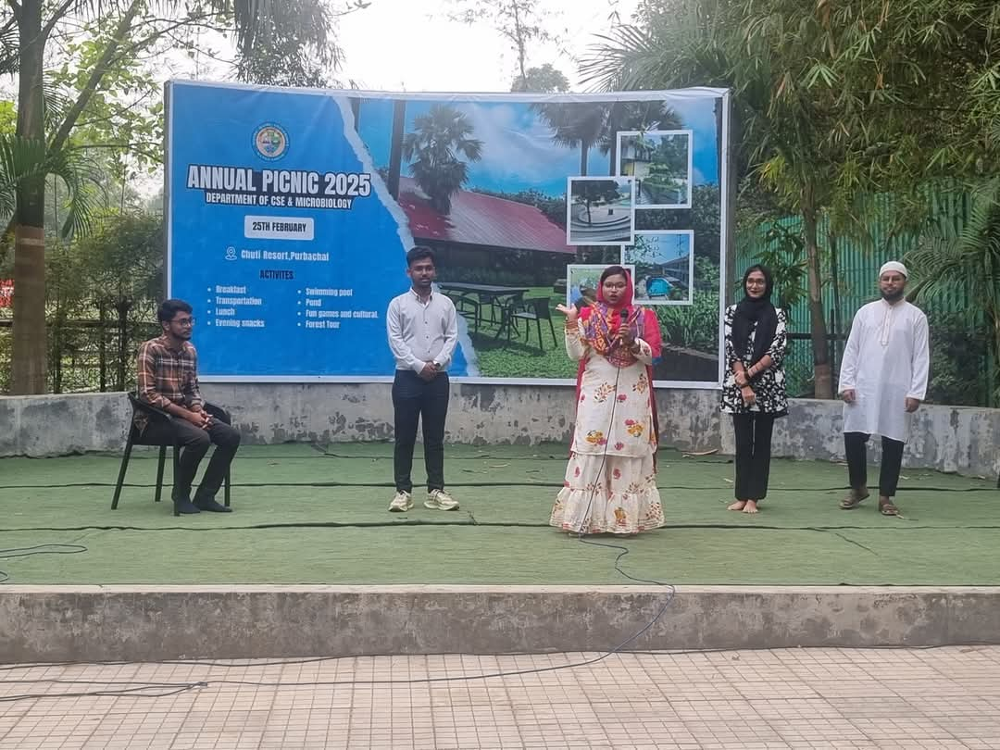 ANNUAL PICNIC 2025
DEPARTMENT OF CSE & MICROBIOLOGY
25TH FEBRUARY
Chuti Resort,Purbachal
ACTIVITES
• Breakfast
• Transportation
• Lunch
• Evening snacks
• Swimming pool
• Pond
• Fun games and cultural.
• Forest Tour